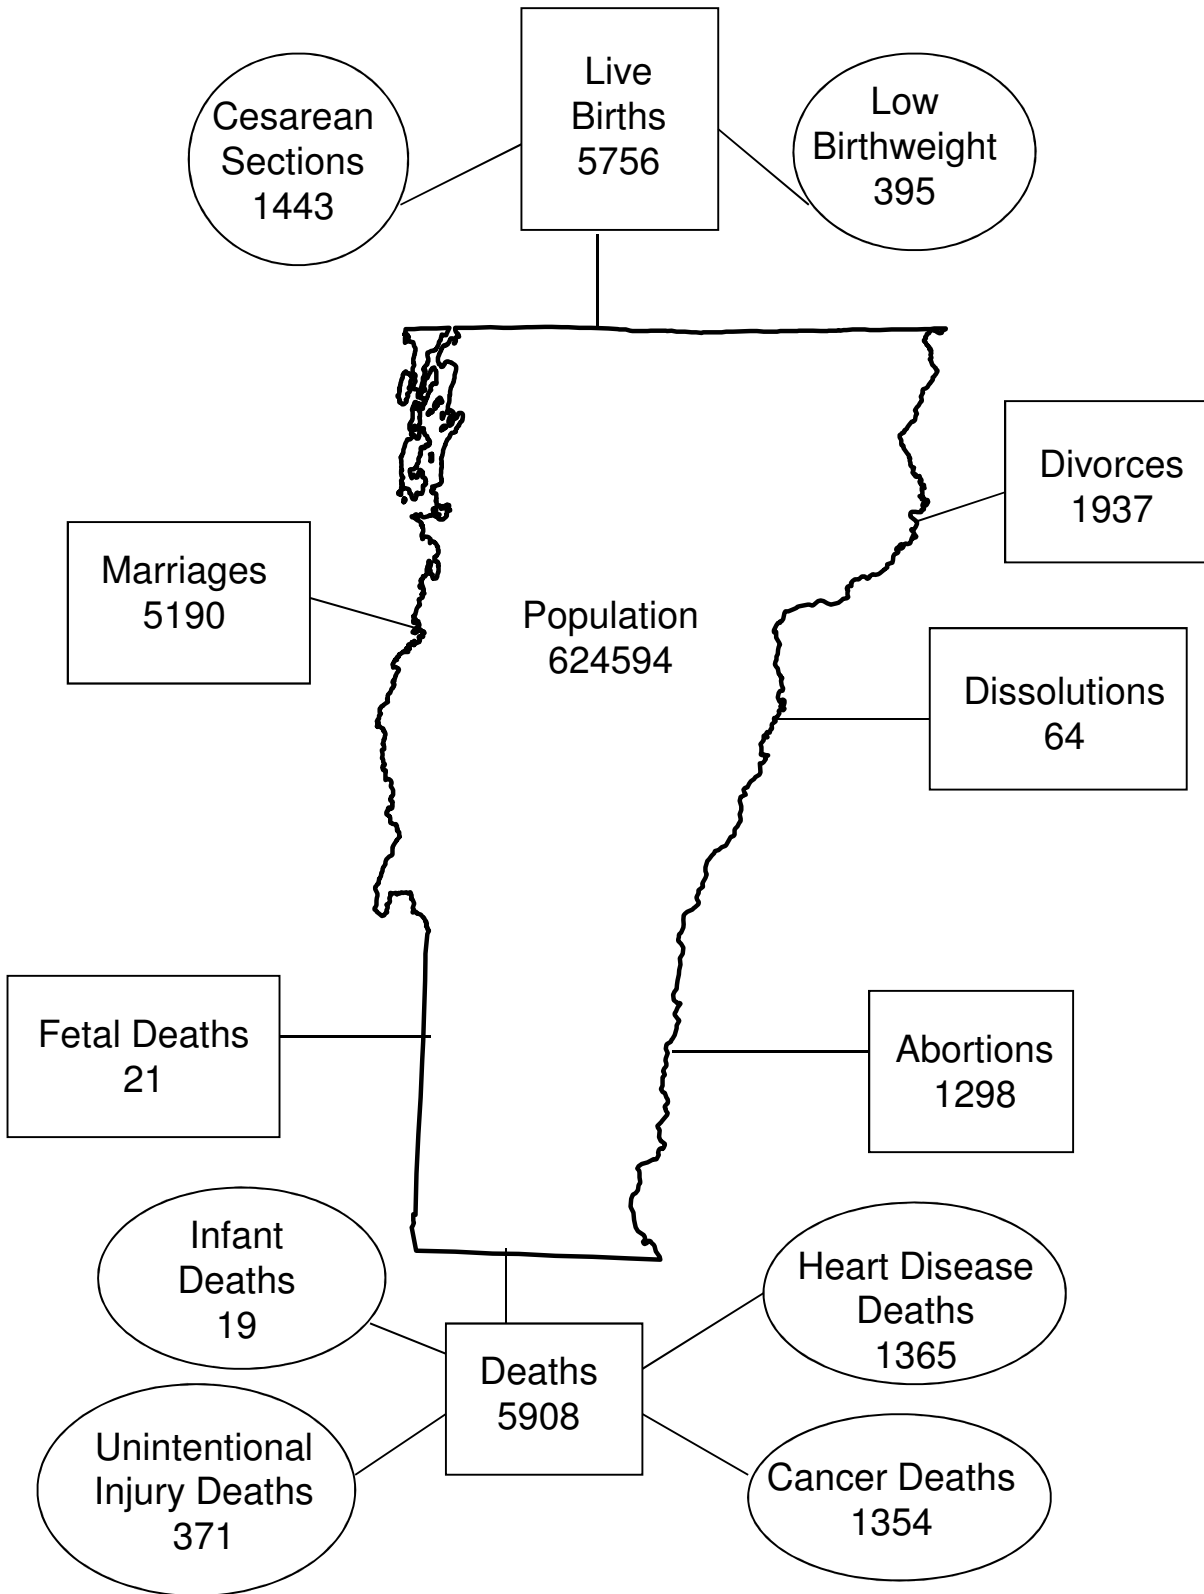 Live
Births
5756
Cesarean
Sections
1443
Low
Birthweight
395
Divorces
1937
Marriages
5190
Population
624594
Dissolutions
64
Fetal Deaths
21
Abortions
1298
Infant
Deaths
19
Heart Disease
Deaths
1365
Deaths
5908
Unintentional
Injury Deaths
371
Cancer Deaths
1354